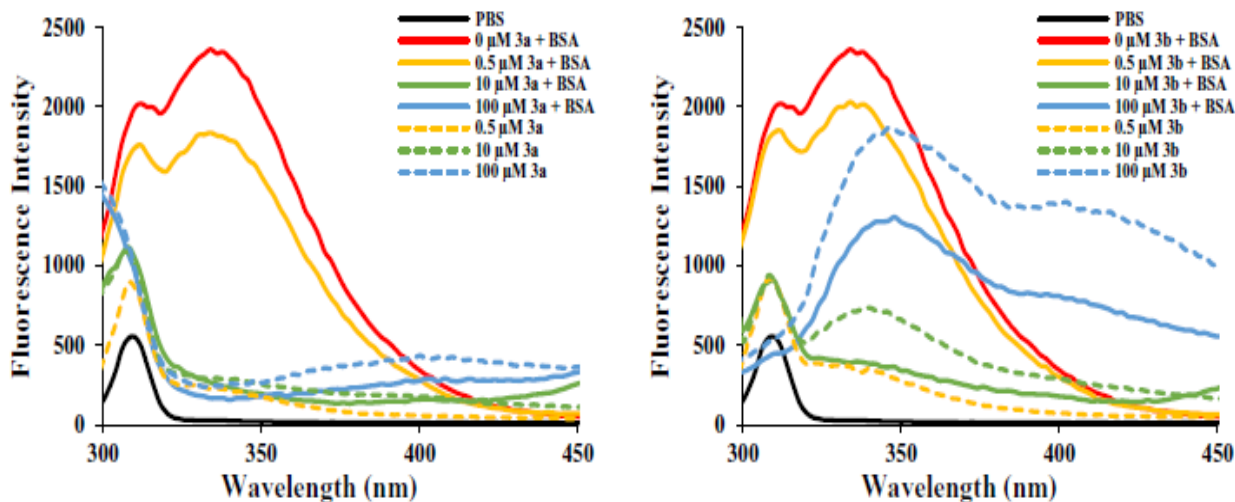 2500
2000
1500
1000
500
0
300
350
400
450
Fluorescence Intensity
Wavelength (nm)
PBS
0 µM 3a + BSA
0.5 µM 3a + BSA
10 µM 3a + BSA
100 µM 3a + BSA
0.5 µM 3a
10 µM 3a
100 µM 3a
2500
2000
1500
1000
500
0
300
350
400
450
Fluorescence Intensity
Wavelength (nm)
PBS
0 µM 3b + BSA
0.5 µM 3b + BSA
10 µM 3b + BSA
100 µM 3b + BSA
0.5 µM 3b
10 µM 3b
100 µM 3b